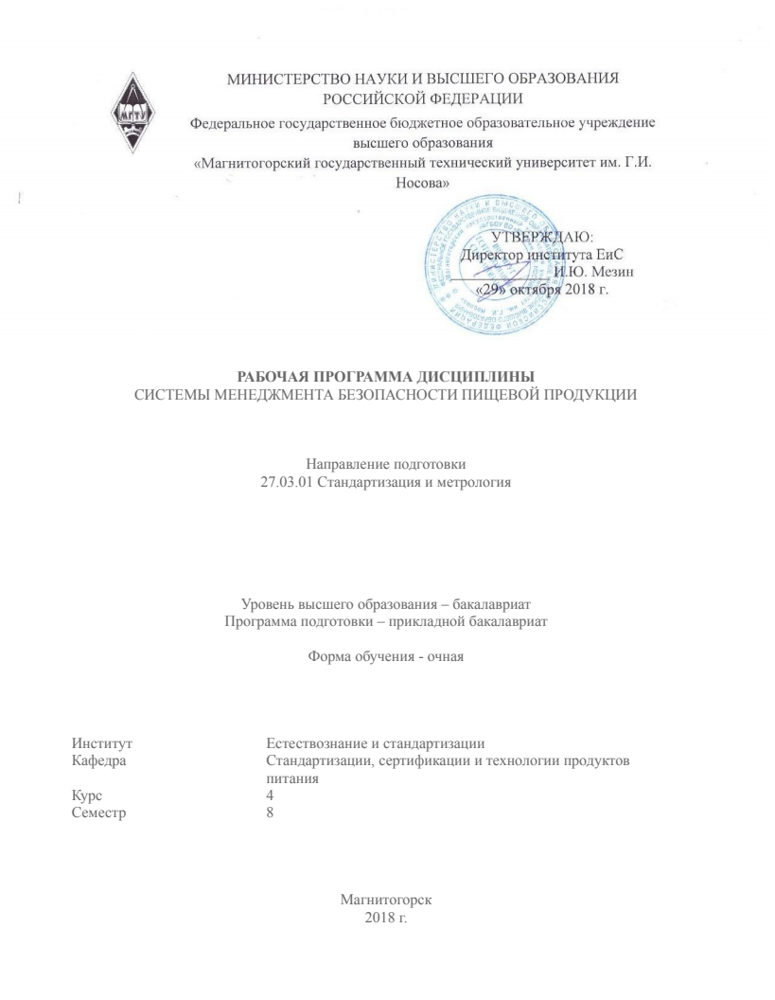 МИНИСТЕРСТВО НАУКИ И ВЫСШЕГО ОБРАЗОВАНИЯ
РОССИЙСКОЙ ФЕДЕРАЦИИ
Федеральное государственное бюджетное образовательное учреждение
высшего образования
«Магнитогорский государственный технический университет им. Г.И.
Носова»
МГТУ
УТВЕРЖДАЮ:
Директор института ЕиС
И.Ю. Мезин
«29» октября 2018 г.
РАБОЧАЯ ПРОГРАММА ДИСЦИПЛИНЫ
СИСТЕМЫ МЕНЕДЖМЕНТА БЕЗОПАСНОСТИ ПИЩЕВОЙ ПРОДУКЦИИ
Направление подготовки
27.03.01 Стандартизация и метрология
Уровень высшего образования – бакалавриат
Программа подготовки – прикладной бакалавриат
Форма обучения - очная
Институт Естествознание и стандартизации
Кафедра Стандартизации, сертификации и технологии продуктов
питания
Курс 4
Семестр 8
Магнитогорск
2018 г.